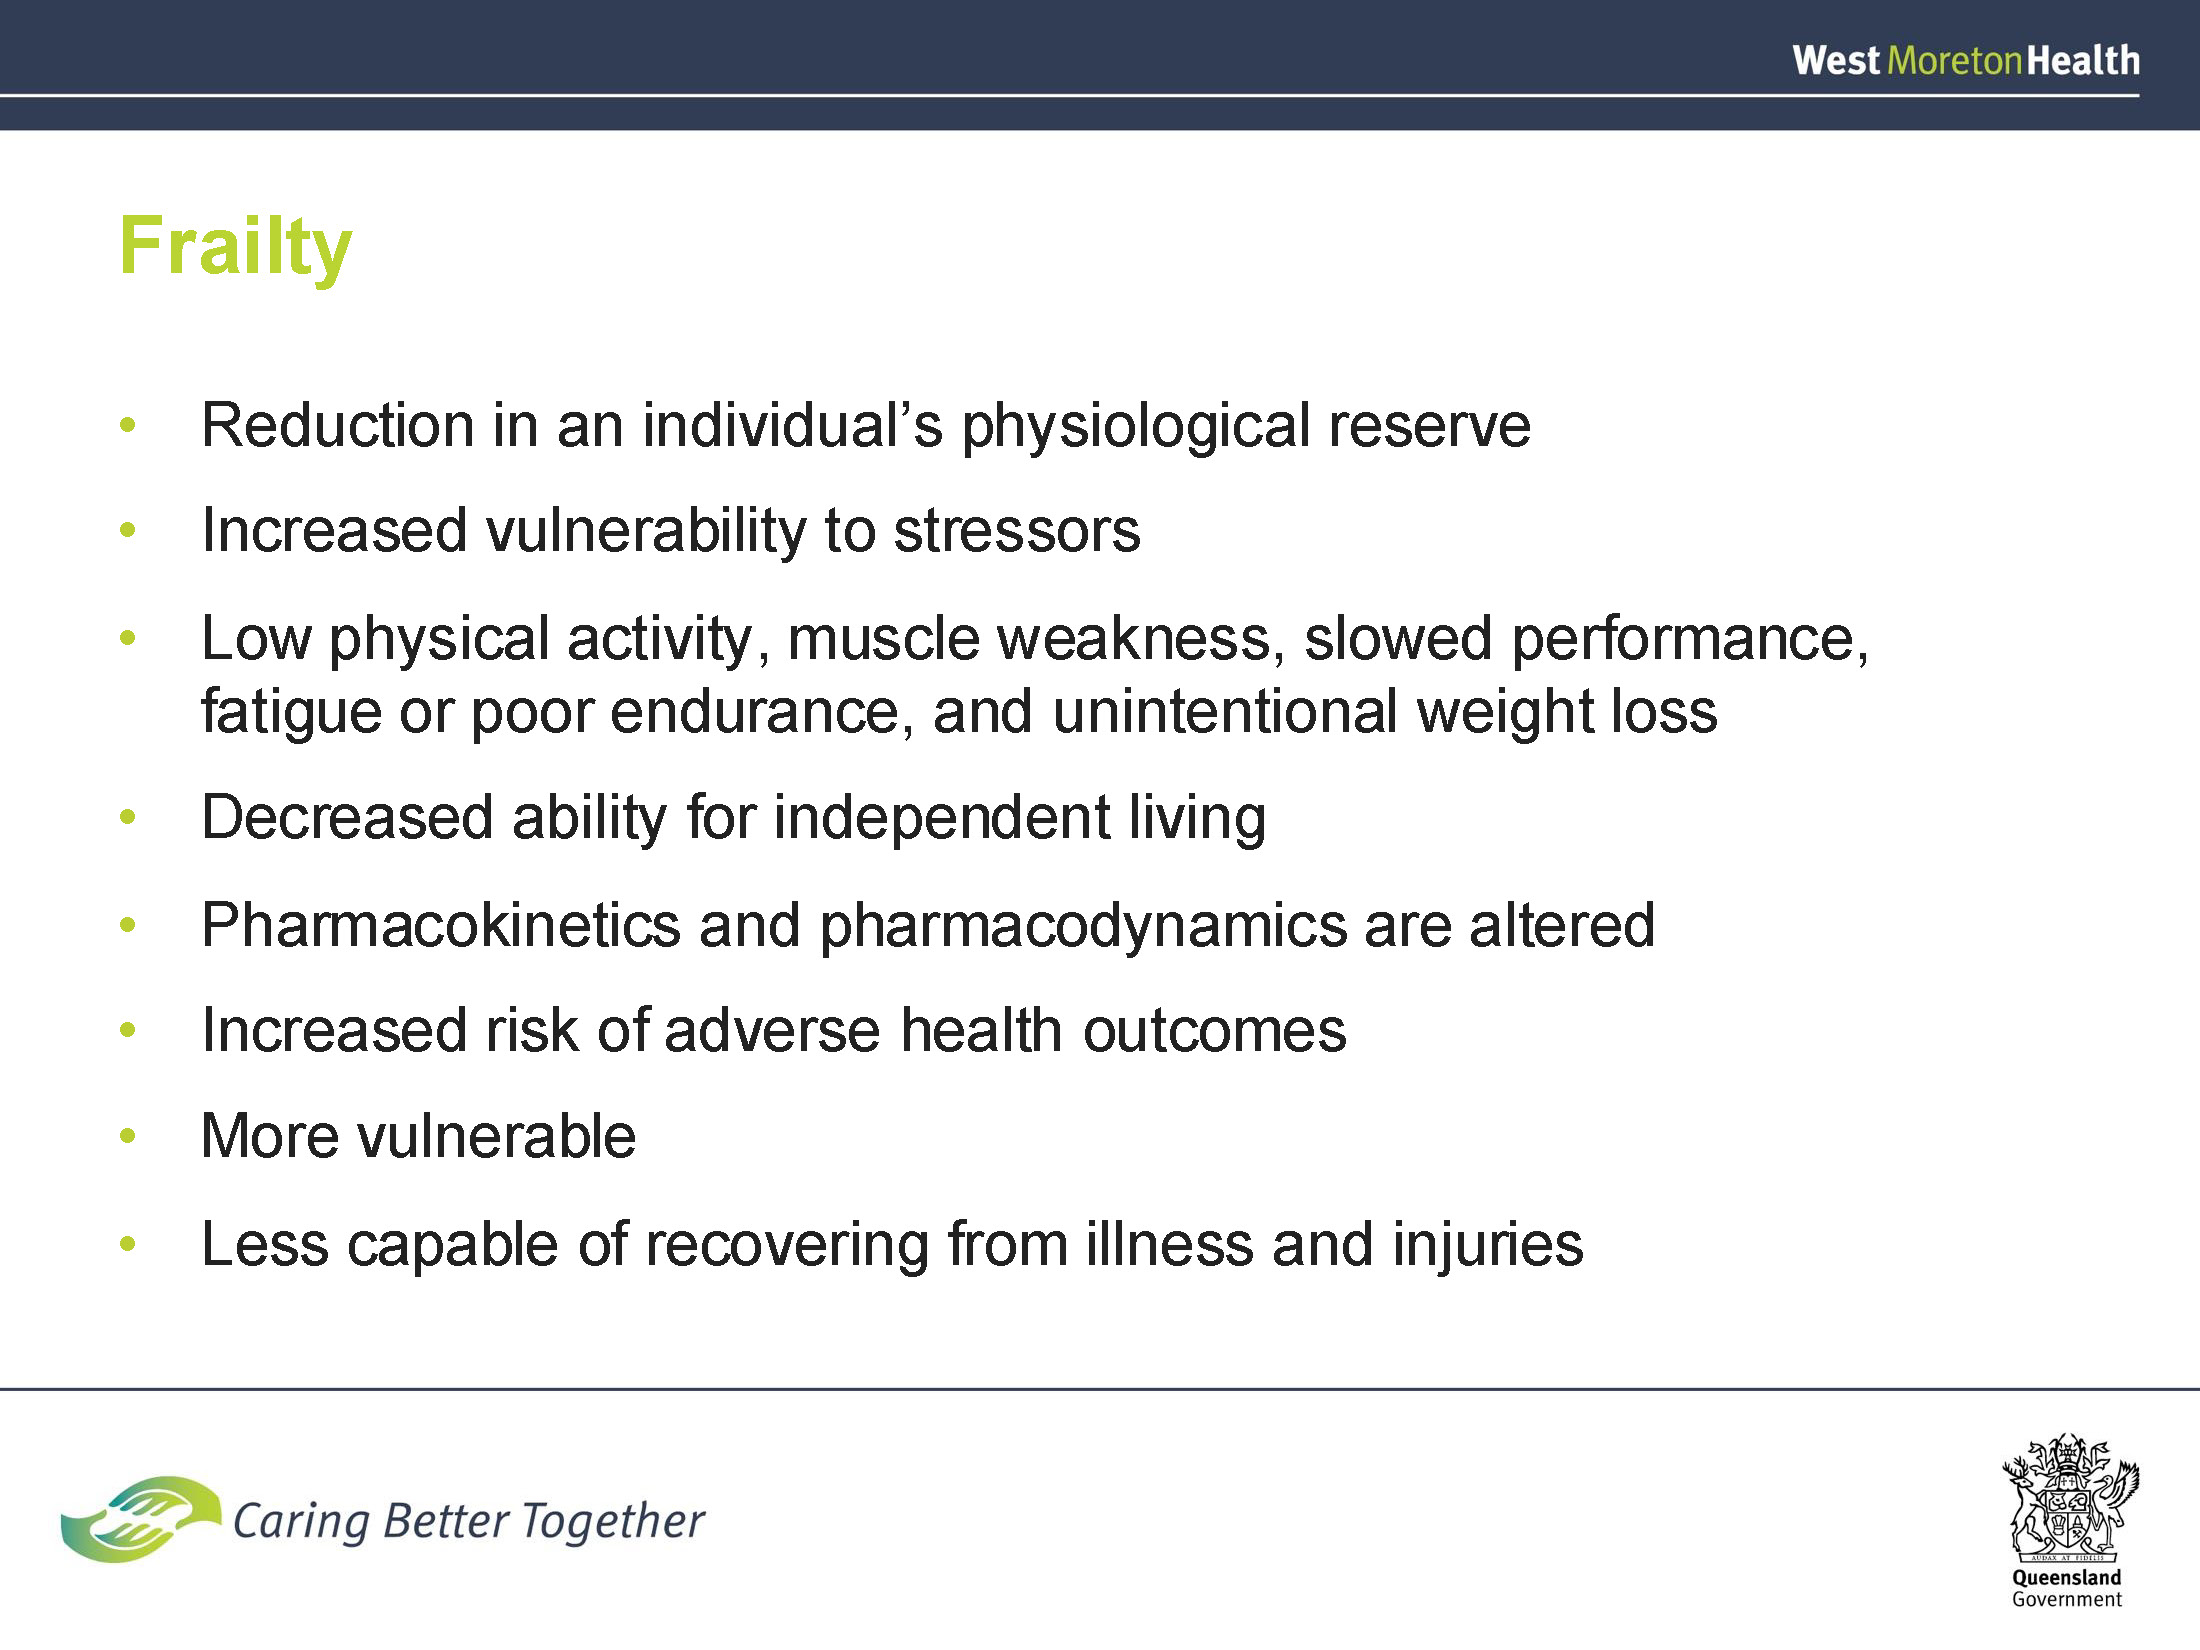 West Moreton Health
Frailty
• Reduction in an individual’s physiological reserve
• Increased vulnerability to stressors
• Low physical activity, muscle weakness, slowed performance,
fatigue or poor endurance, and unintentional weight loss
• Decreased ability for independent living
• Pharmacokinetics and pharmacodynamics are altered
• Increased risk of adverse health outcomes
• More vulnerable
• Less capable of recovering from illness and injuries
Caring Better Together
AUDAX AT FIDELIS
Queensland
Government